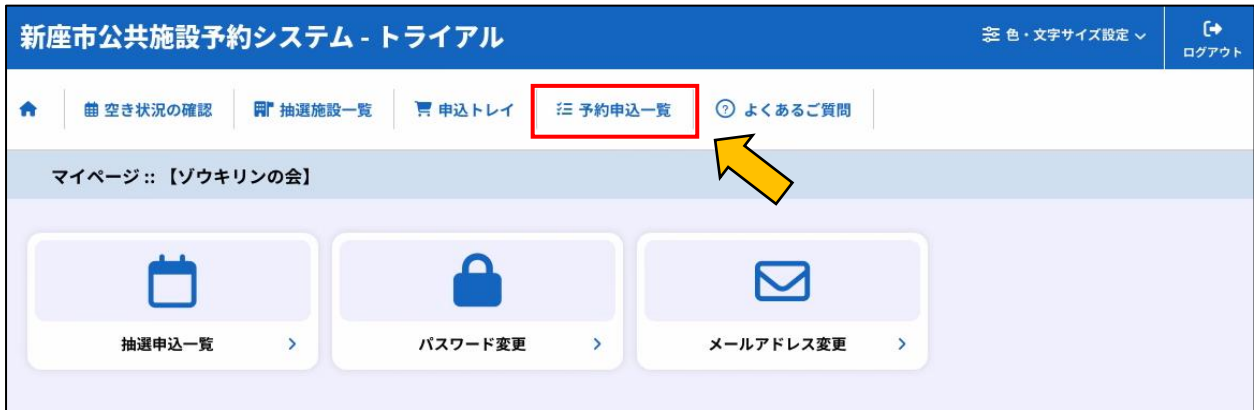 新座市公共施設予約システム - トライアル
色・文字サイズ設定
ログアウト
空き状況の確認
抽選施設一覧
申込トレイ
予約申込一覧
よくあるご質問
マイページ :: 【ゾウキリンの会】
抽選申込一覧
パスワード変更
メールアドレス変更